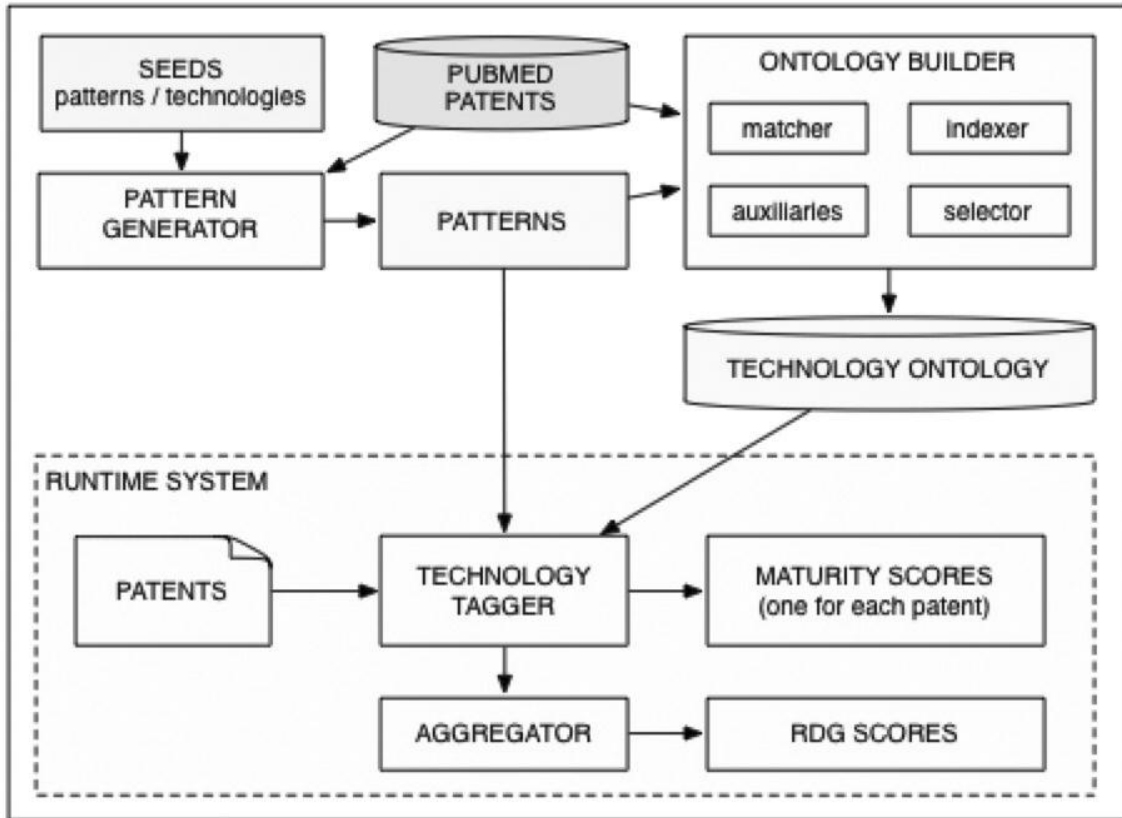 SEEDS
patterns / technologies
PUBMED
PATENTS
ONTOLOGY BUILDER
matcher
indexer
auxiliaries
selector
PATTERN
GENERATOR
PATTERNS
TECHNOLOGY ONTOLOGY
RUNTIME SYSTEM
PATENTS
TECHNOLOGY
TAGGER
MATURITY SCORES
(one for each patent)
AGGREGATOR
RDG SCORES